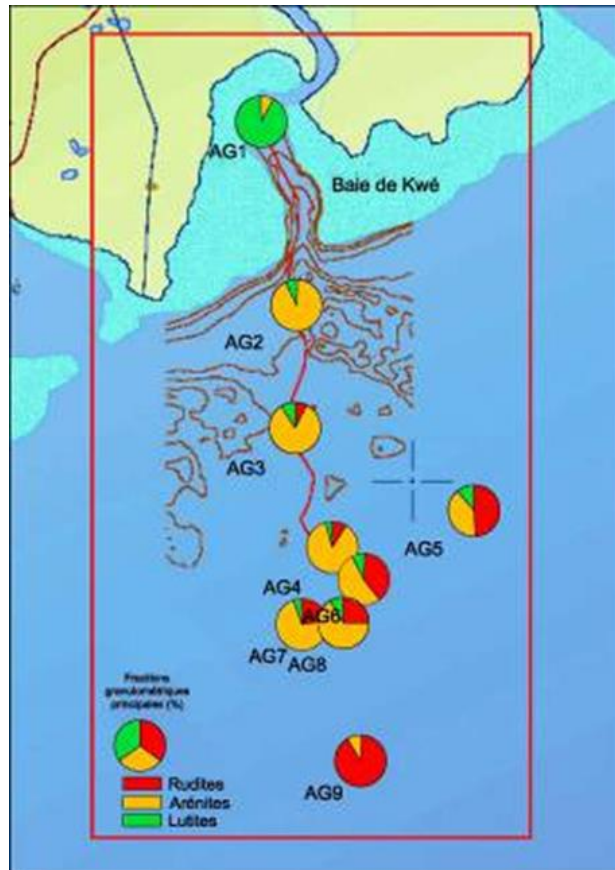 AG1
Baie de Kwé
AG2
AG3
AG5
AG4
AG6
AG7
AG8
Fractions
granulométriques
principales (%)
Rudites
Arénites
Lutites
AG9